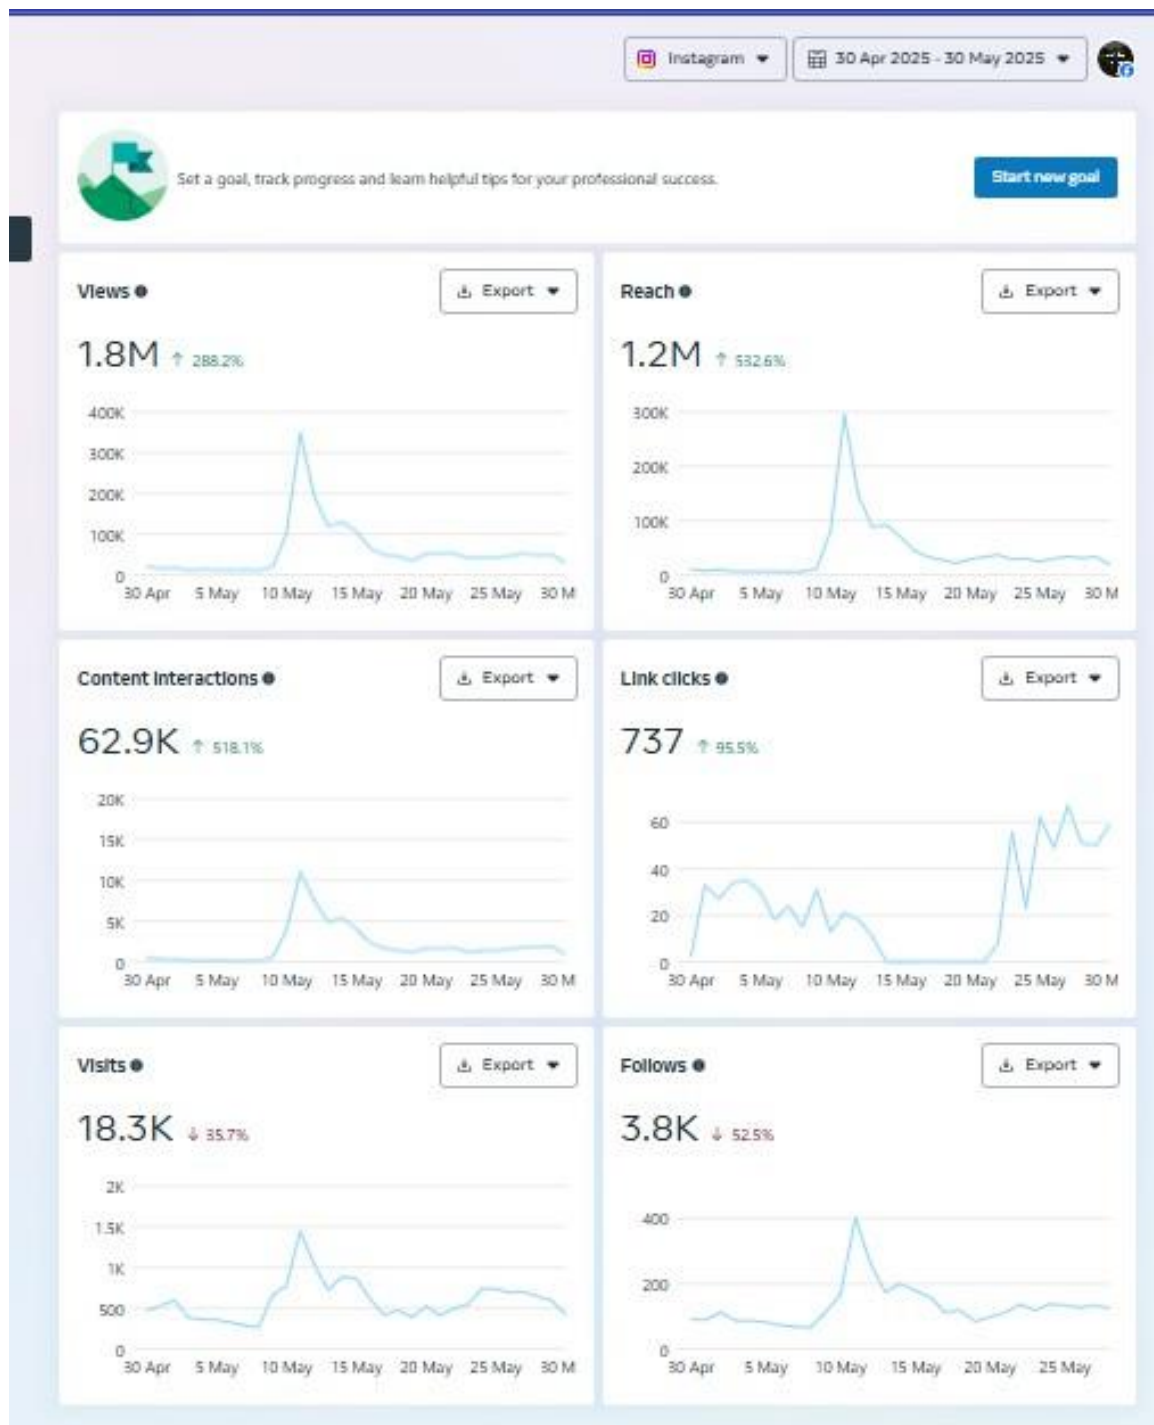 Instagram
30 Apr 2025 - 30 May 2025
Set a goal, track progress and learn helpful tips for your professional success.
Start new goal
Views
Export
1.8M ↑ 288.2%
400K
300K
200K
100K
0
30 Apr 5 May 10 May 15 May 20 May 25 May 30 M
Reach
Export
1.2M ↑ 532.6%
300K
200K
100K
0
30 Apr 5 May 10 May 15 May 20 May 25 May 30 M
Content interactions
Export
62.9K ↑ 518.1%
20K
15K
10K
5K
0
30 Apr 5 May 10 May 15 May 20 May 25 May 30 M
Link clicks
Export
737 ↑ 95.5%
60
40
20
0
30 Apr 5 May 10 May 15 May 20 May 25 May 30 M
Visits
Export
18.3K ↓ 35.7%
2K
1.5K
1K
500
0
30 Apr 5 May 10 May 15 May 20 May 25 May 30 M
Follows
Export
3.8K ↓ 52.5%
400
200
0
30 Apr 5 May 10 May 15 May 20 May 25 May